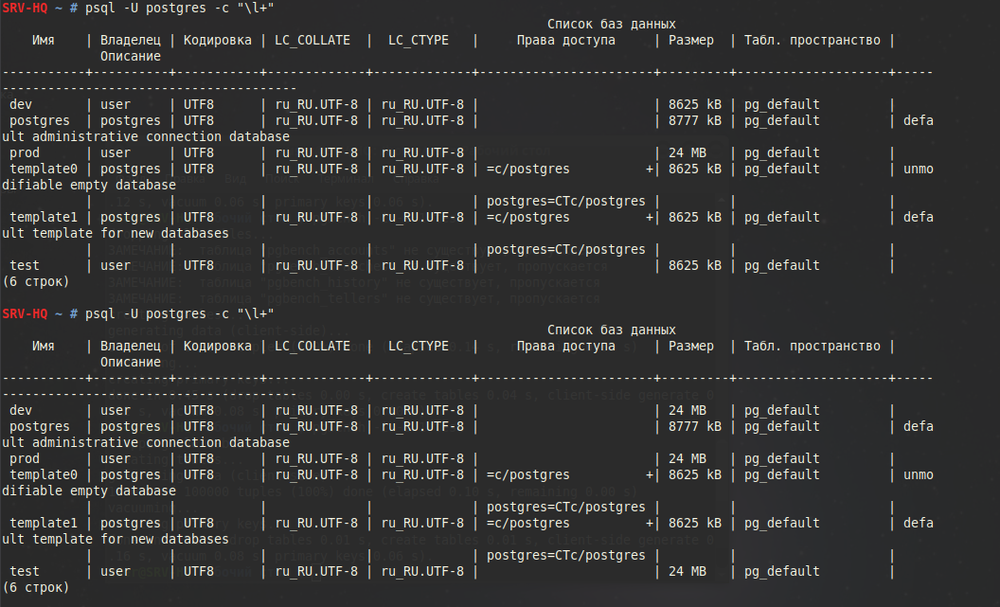 SRV-HQ ~ # psql -U postgres -c "\l+"
Список баз данных
Имя | Владелец | Кодировка | LC_COLLATE | LC_CTYPE | Права доступа | Размер | Табл. пространство |
Описание
-----------+----------+-----------+-------------+-------------+-----------------------+---------+--------------------+-----
---------------------------------------
dev | user | UTF8 | ru_RU.UTF-8 | ru_RU.UTF-8 | | 8625 kB | pg_default |
postgres | postgres | UTF8 | ru_RU.UTF-8 | ru_RU.UTF-8 | | 8777 kB | pg_default | defa
ult administrative connection database
prod | user | UTF8 | ru_RU.UTF-8 | ru_RU.UTF-8 | | 24 MB | pg_default |
template0 | postgres | UTF8 | ru_RU.UTF-8 | ru_RU.UTF-8 | =c/postgres +| 8625 kB | pg_default | unmo
difiable empty database
| | | | | postgres=CTc/postgres | | |
template1 | postgres | UTF8 | ru_RU.UTF-8 | ru_RU.UTF-8 | =c/postgres +| 8625 kB | pg_default | defa
ult template for new databases
| | | | | postgres=CTc/postgres | | |
test | user | UTF8 | ru_RU.UTF-8 | ru_RU.UTF-8 | | 8625 kB | pg_default |
(6 строк)
SRV-HQ ~ # psql -U postgres -c "\l+"
Список баз данных
Имя | Владелец | Кодировка | LC_COLLATE | LC_CTYPE | Права доступа | Размер | Табл. пространство |
Описание
-----------+----------+-----------+-------------+-------------+-----------------------+---------+--------------------+-----
---------------------------------------
dev | user | UTF8 | ru_RU.UTF-8 | ru_RU.UTF-8 | | 24 MB | pg_default |
postgres | postgres | UTF8 | ru_RU.UTF-8 | ru_RU.UTF-8 | | 8777 kB | pg_default | defa
ult administrative connection database
prod | user | UTF8 | ru_RU.UTF-8 | ru_RU.UTF-8 | | 24 MB | pg_default |
template0 | postgres | UTF8 | ru_RU.UTF-8 | ru_RU.UTF-8 | =c/postgres +| 8625 kB | pg_default | unmo
difiable empty database
| | | | | postgres=CTc/postgres | | |
template1 | postgres | UTF8 | ru_RU.UTF-8 | ru_RU.UTF-8 | =c/postgres +| 8625 kB | pg_default | defa
ult template for new databases
| | | | | postgres=CTc/postgres | | |
test | user | UTF8 | ru_RU.UTF-8 | ru_RU.UTF-8 | | 24 MB | pg_default |
(6 строк)